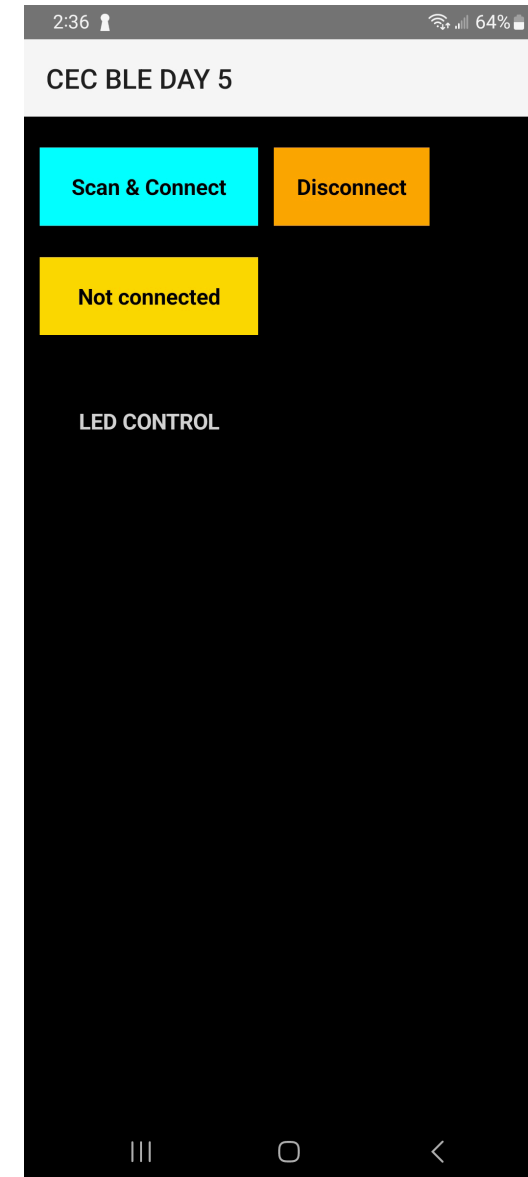 2:36 64%
CEC BLE DAY 5
Scan & Connect Disconnect
Not connected
LED CONTROL